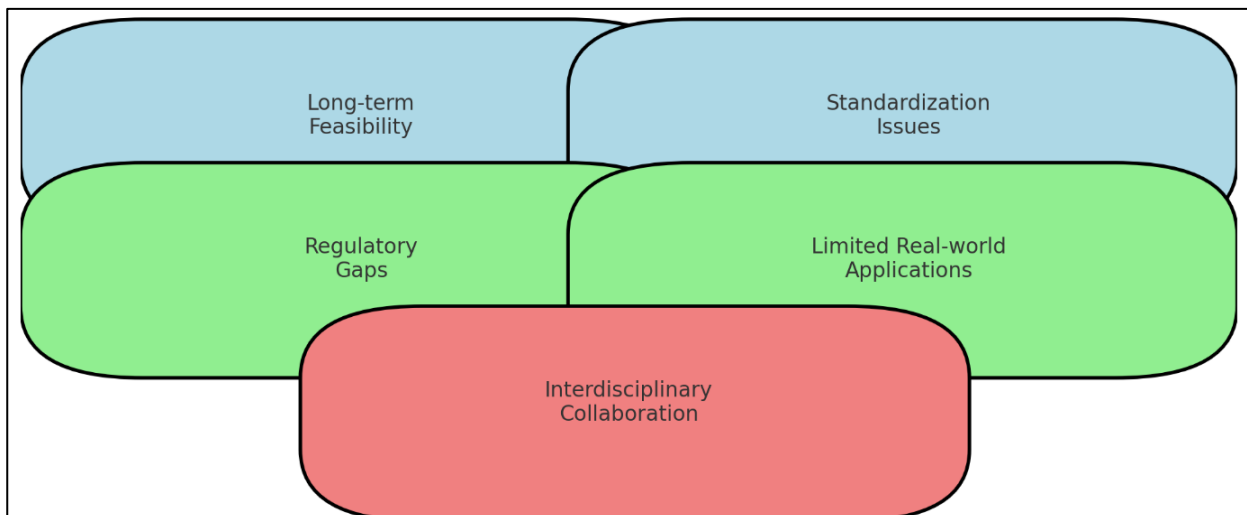 Long-term
Feasibility
Standardization
Issues
Regulatory
Gaps
Limited Real-world
Applications
Interdisciplinary
Collaboration